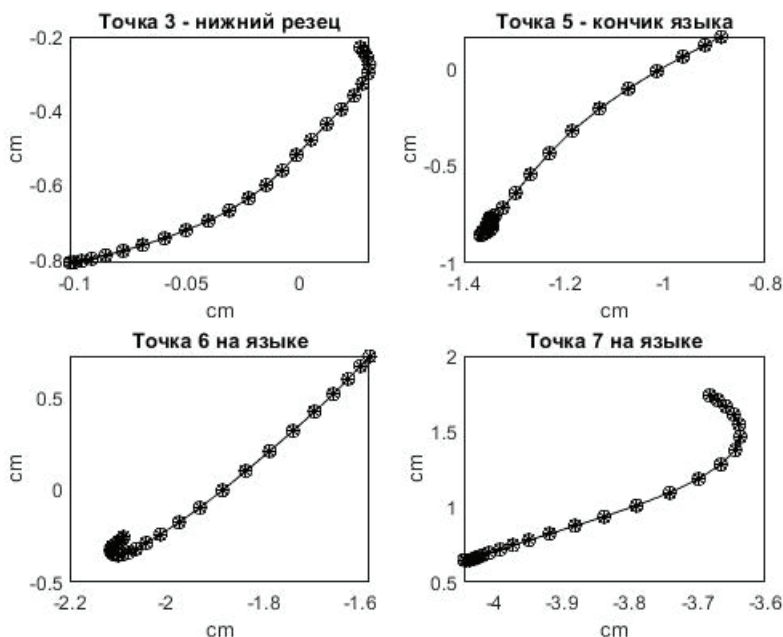 Точка 3 - нижний резец
-0.2
-0.4
-0.6
-0.8
cm
-0.1
-0.05
0
cm
Точка 5 - кончик языка
0
-0.5
-1
cm
-1.4
-1.2
-1
-0.8
cm
Точка 6 на языке
0.5
0
-0.5
cm
-2.2
-2
-1.8
-1.6
cm
Точка 7 на языке
2
1.5
1
0.5
cm
-4
-3.9
-3.8
-3.7
-3.6
cm